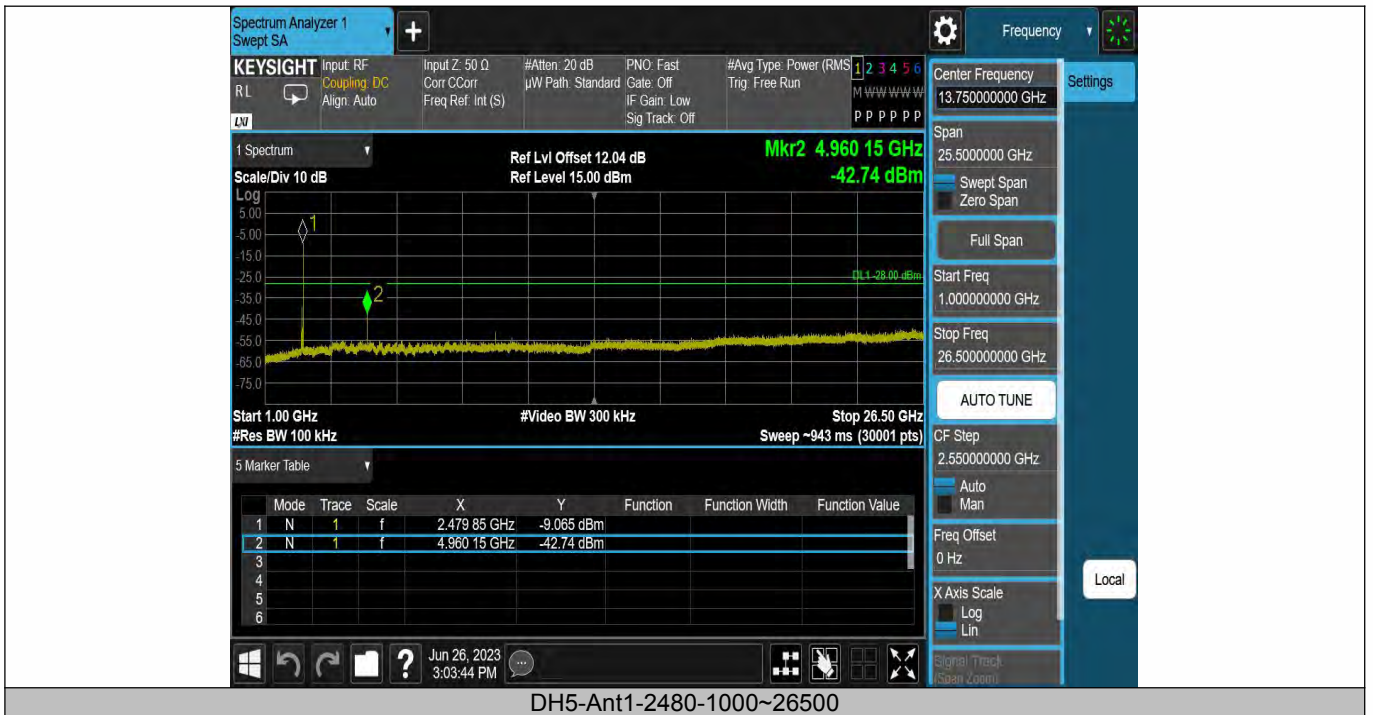 Spectrum Analyzer 1
Swept SA
+
Frequency
KEYSIGHT
RL
LXI
Input: RF
Coupling: DC
Align: Auto
Input Z: 50 Ω
Corr CCorr
Freq Ref: Int (S)
#Atten: 20 dB
µW Path: Standard
PNO: Fast
Gate: Off
IF Gain: Low
Sig Track: Off
#Avg Type: Power (RMS
Trig: Free Run
1 2 3 4 5 6
M W W W W W
P P P P P P
Center Frequency
13.750000000 GHz
Settings
Span
25.5000000 GHz
Swept Span
Zero Span
Full Span
Start Freq
1.000000000 GHz
Stop Freq
26.500000000 GHz
AUTO TUNE
CF Step
2.550000000 GHz
Auto
Man
Freq Offset
0 Hz
X Axis Scale
Log
Lin
Signal Track
(Span Zoom)
Local
1 Spectrum
Scale/Div 10 dB
Ref Lvl Offset 12.04 dB
Ref Level 15.00 dBm
Mkr2 4.960 15 GHz
-42.74 dBm
Log
5.00
-5.00
-15.0
-25.0
-35.0
-45.0
-55.0
-65.0
-75.0
1
2
DL1 -28.00 dBm
Start 1.00 GHz
#Res BW 100 kHz
#Video BW 300 kHz
Stop 26.50 GHz
Sweep ~943 ms (30001 pts)
5 Marker Table
Mode Trace Scale X Y Function Function Width Function Value
1 N 1 f 2.479 85 GHz -9.065 dBm
2 N 1 f 4.960 15 GHz -42.74 dBm
3
4
5
6
?
Jun 26, 2023
3:03:44 PM
DH5-Ant1-2480-1000~26500